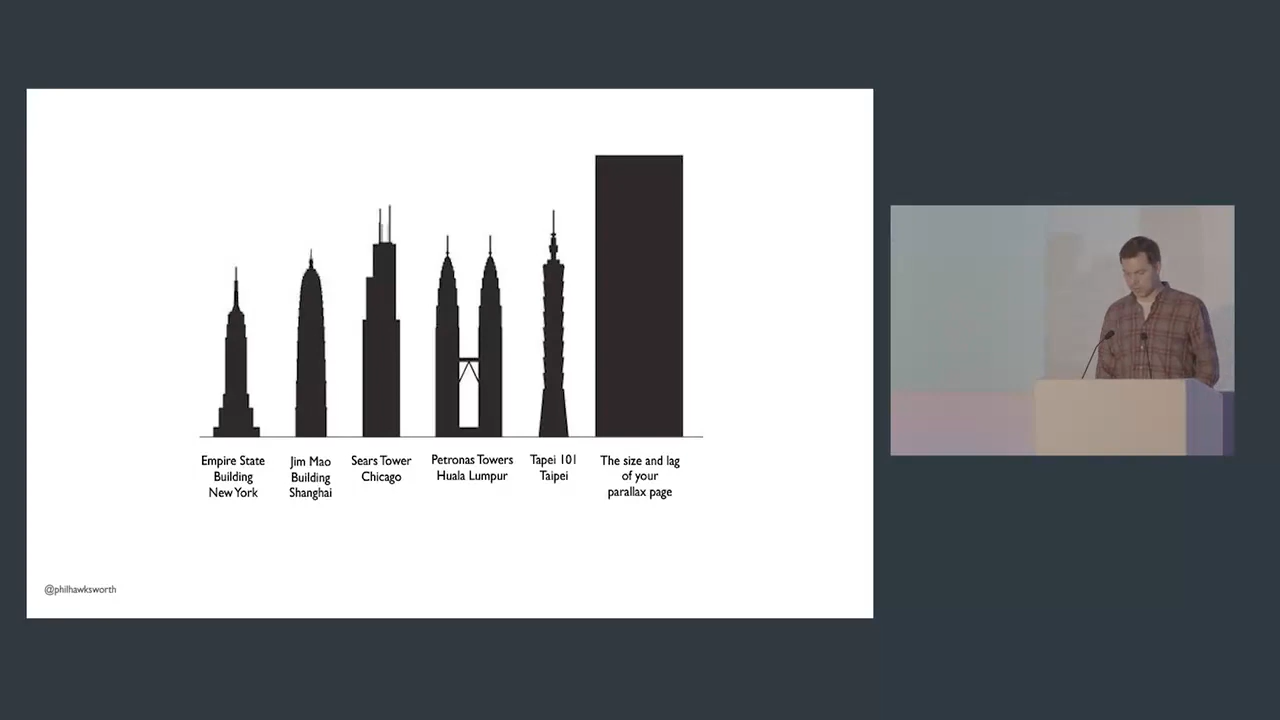 Empire State
Building
New York
Jim Mao
Building
Shanghai
Sears Tower
Chicago
Petronas Towers
Huala Lumpur
Tapei 101
Taipei
The size and lag
of your
parallax page
@philhawksworth